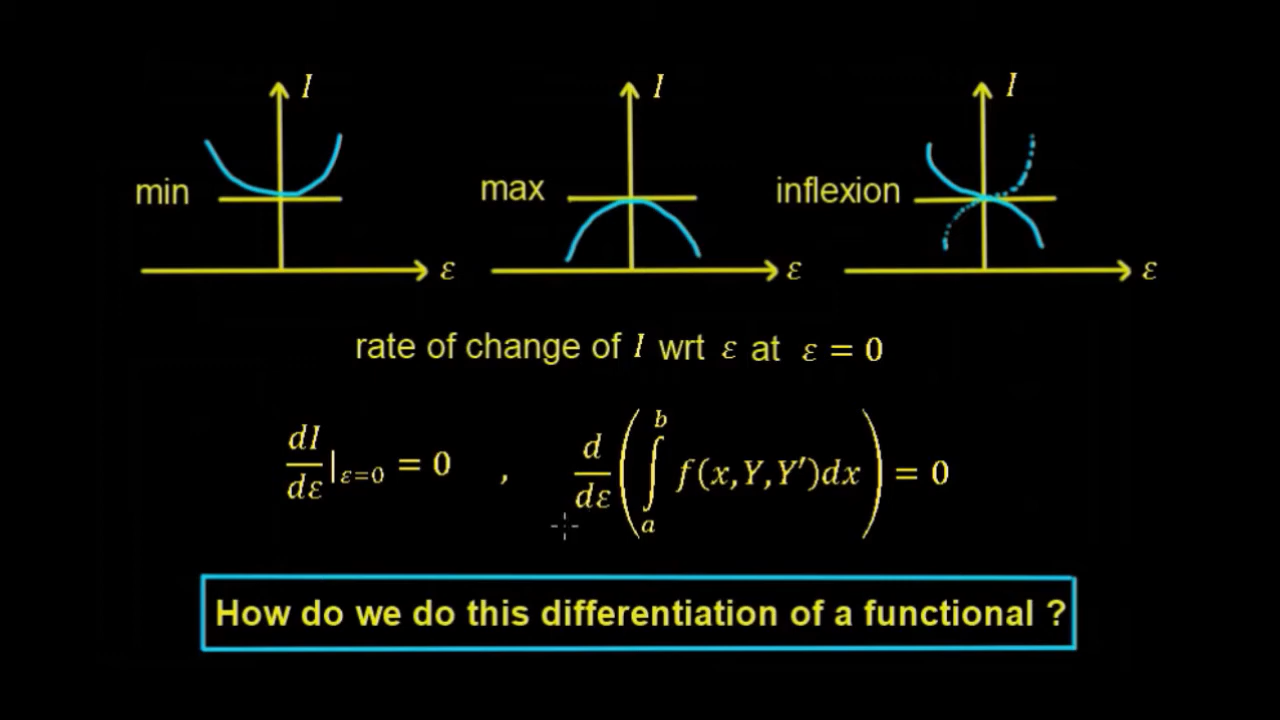 I I I
min max inflexion
ε ε ε
rate of change of I wrt ε at ε = 0
dI/dε|ε=0 = 0 , d/dε(∫ₐᵇ f(x, Y, Y′)dx) = 0
How do we do this differentiation of a functional ?